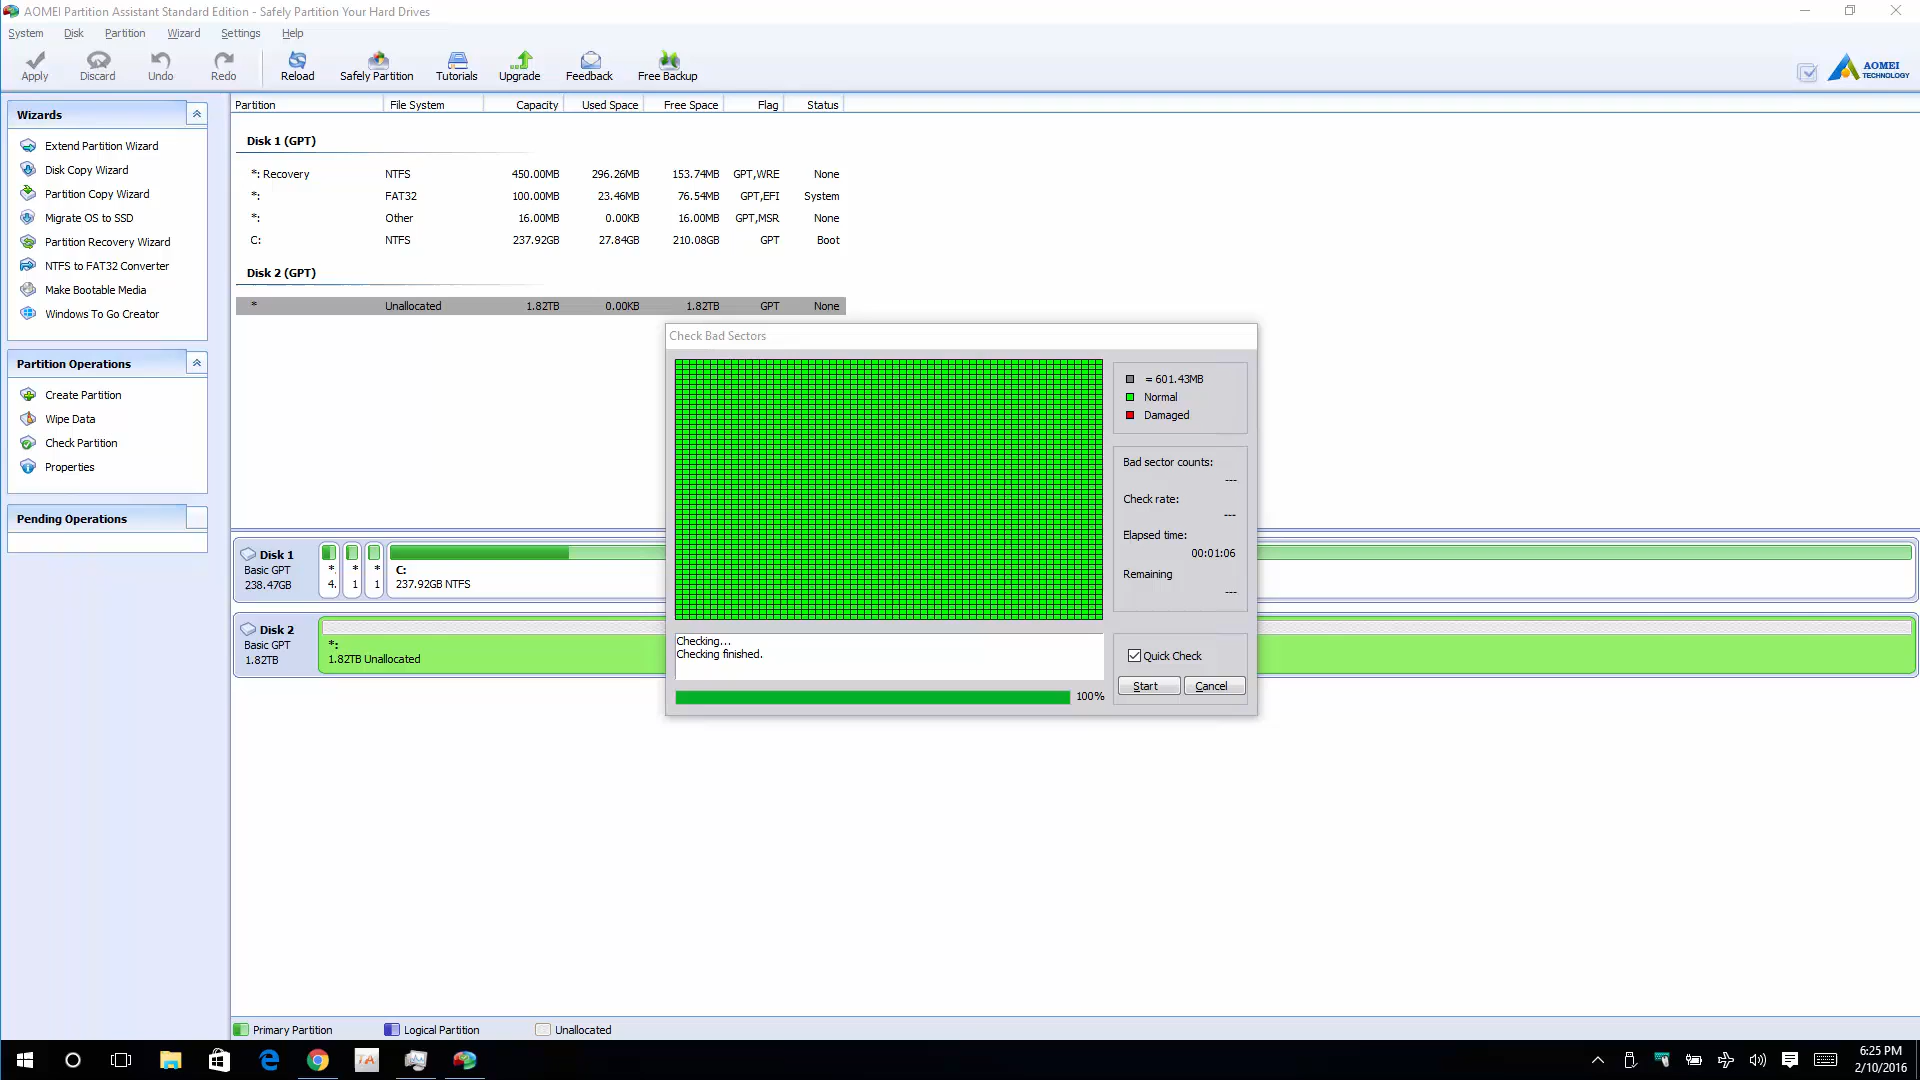 AOMEI Partition Assistant Standard Edition - Safely Partition Your Hard Drives
System Disk Partition Wizard Settings Help
Apply Discard Undo Redo Reload Safely Partition Tutorials Upgrade Feedback Free Backup
AOMEI
TECHNOLOGY
Wizards
Extend Partition Wizard
Disk Copy Wizard
Partition Copy Wizard
Migrate OS to SSD
Partition Recovery Wizard
NTFS to FAT32 Converter
Make Bootable Media
Windows To Go Creator
Partition Operations
Create Partition
Wipe Data
Check Partition
Properties
Pending Operations
Partition File System Capacity Used Space Free Space Flag Status
Disk 1 (GPT)
*: Recovery NTFS 450.00MB 296.26MB 153.74MB GPT,WRE None
*: FAT32 100.00MB 23.46MB 76.54MB GPT,EFI System
*: Other 16.00MB 0.00KB 16.00MB GPT,MSR None
C: NTFS 237.92GB 27.84GB 210.08GB GPT Boot
Disk 2 (GPT)
* Unallocated 1.82TB 0.00KB 1.82TB GPT None
Check Bad Sectors
= 601.43MB
Normal
Damaged
Bad sector counts:
---
Check rate:
---
Elapsed time:
00:01:06
Remaining
---
Checking...
Checking finished.
100%
Quick Check
Start Cancel
Disk 1
Basic GPT
238.47GB
*
4.
*
1
*
1
C:
237.92GB NTFS
Disk 2
Basic GPT
1.82TB
*:
1.82TB Unallocated
Primary Partition Logical Partition Unallocated
TA
6:25 PM
2/10/2016